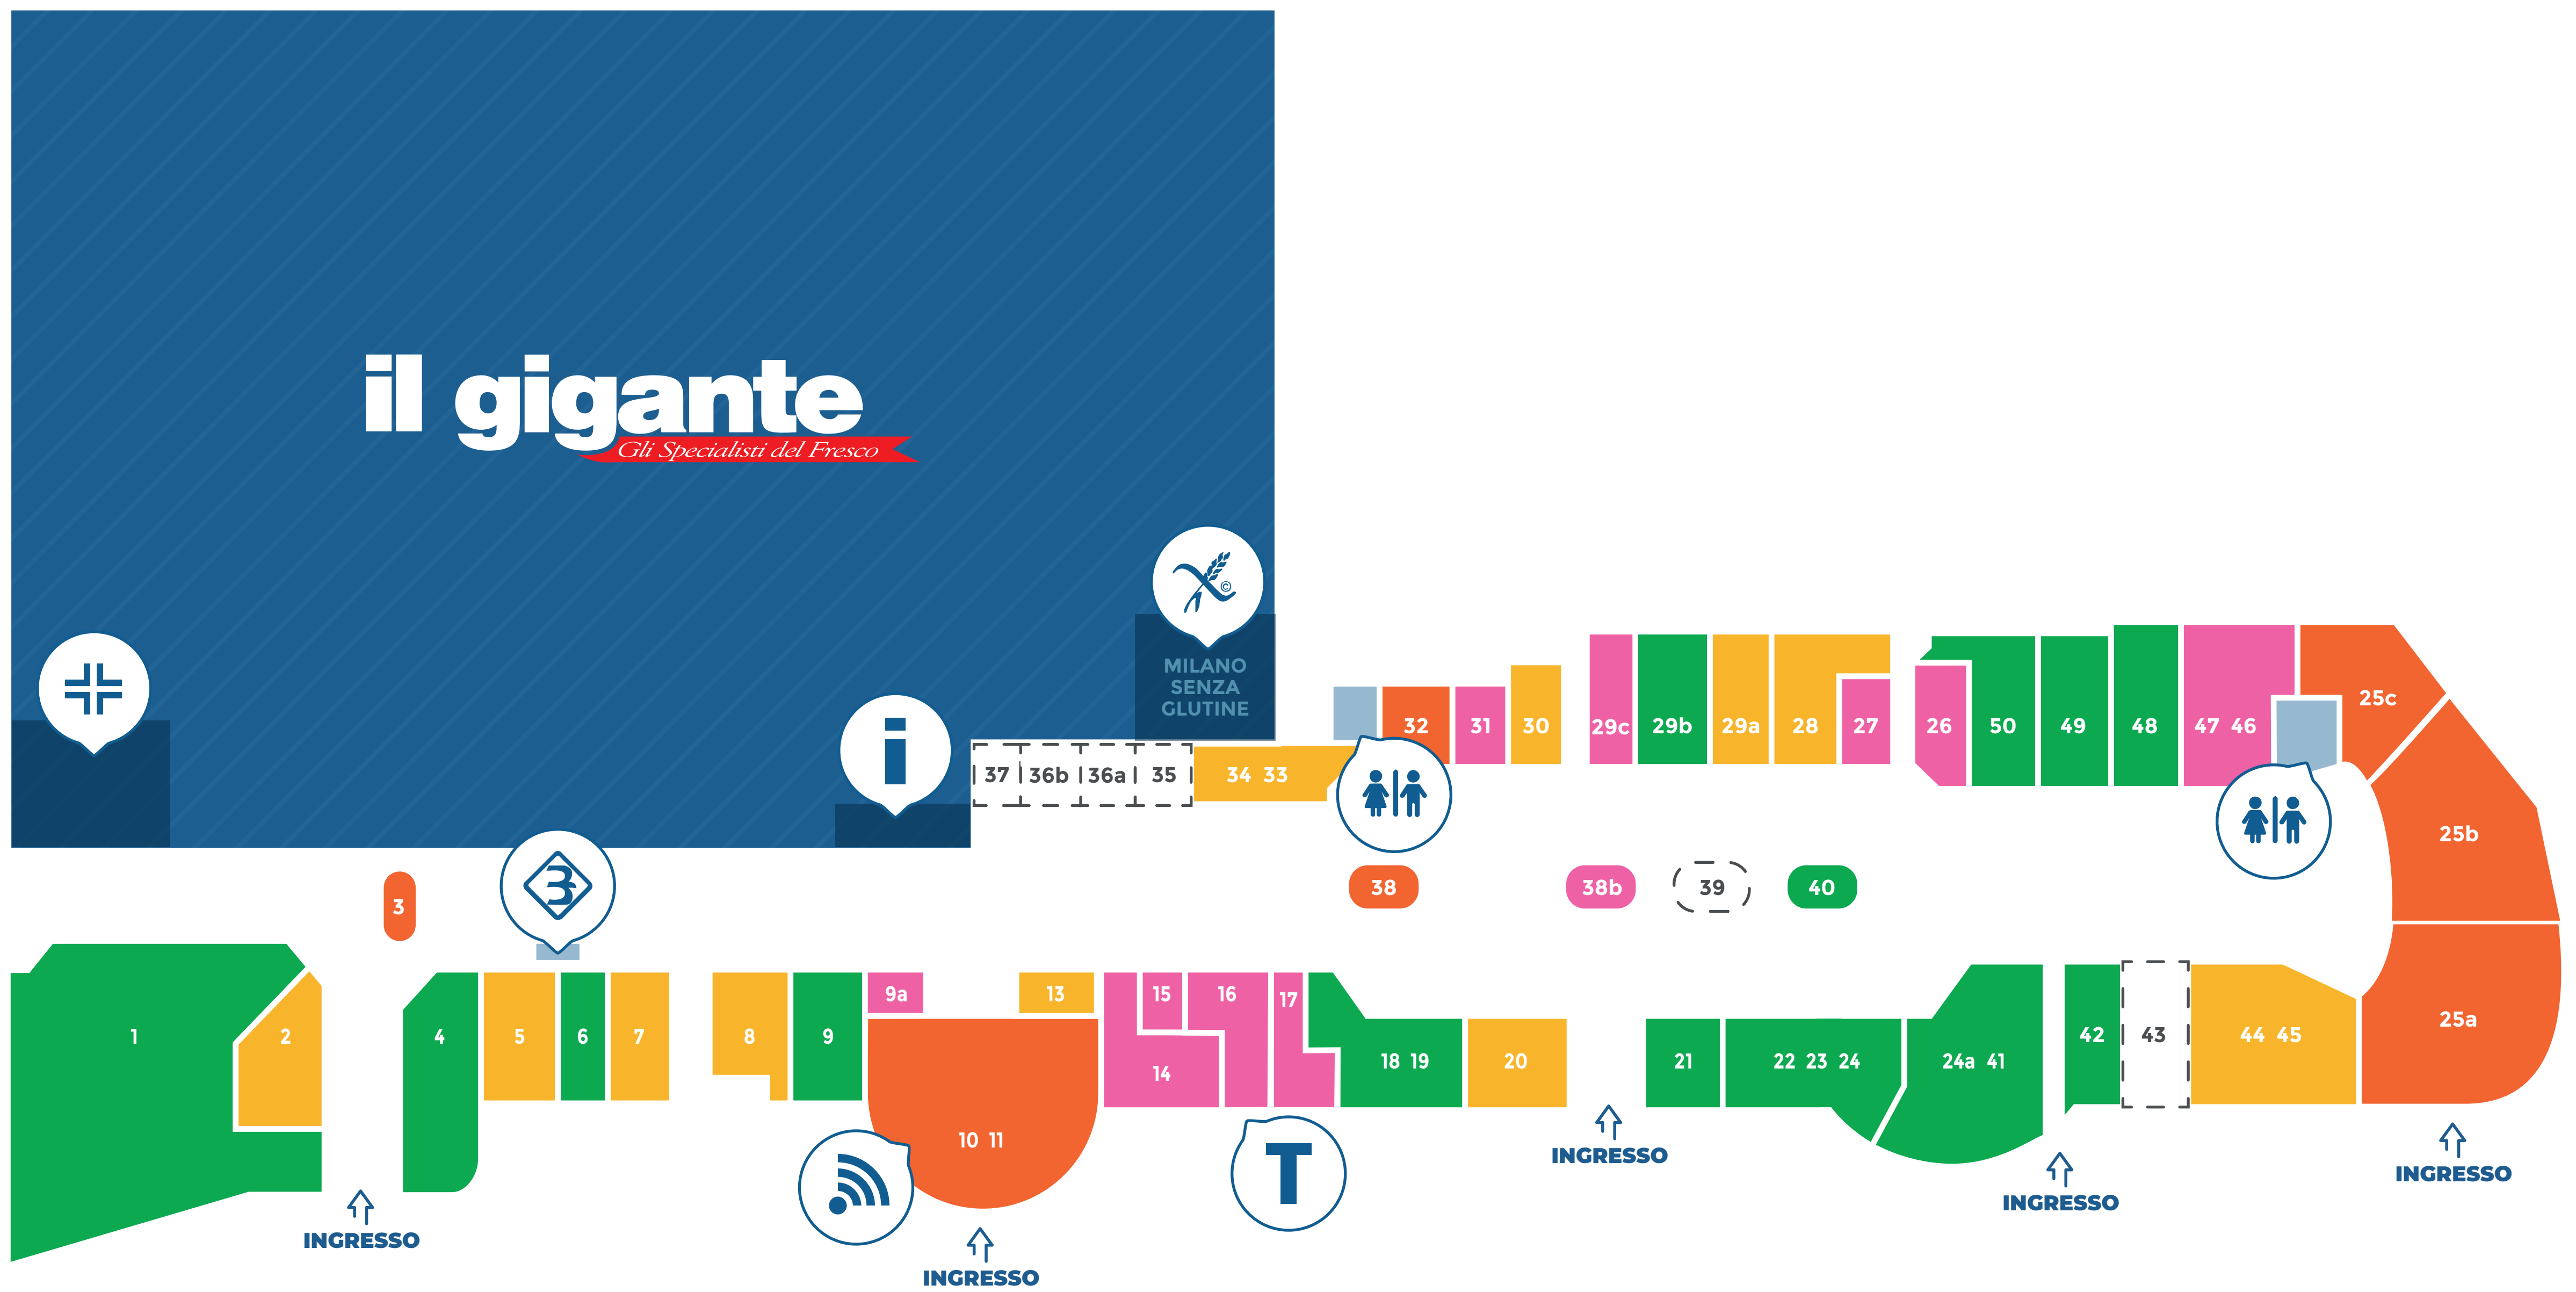 il gigante
Gli Specialisti del Fresco
MILANO
SENZA
GLUTINE
i
37 36b 36a 35 34 33
32 31 30 29c 29b 29a 28 27 26 50 49 48 47 46
25c
25b
25a
3
3
38 38b 39 40
1 2 4 5 6 7 8 9
9a 13 15 16 17
14
10 11
18 19 20 21 22 23 24 24a 41
42 43 44 45
T
INGRESSO
INGRESSO
INGRESSO
INGRESSO
INGRESSO